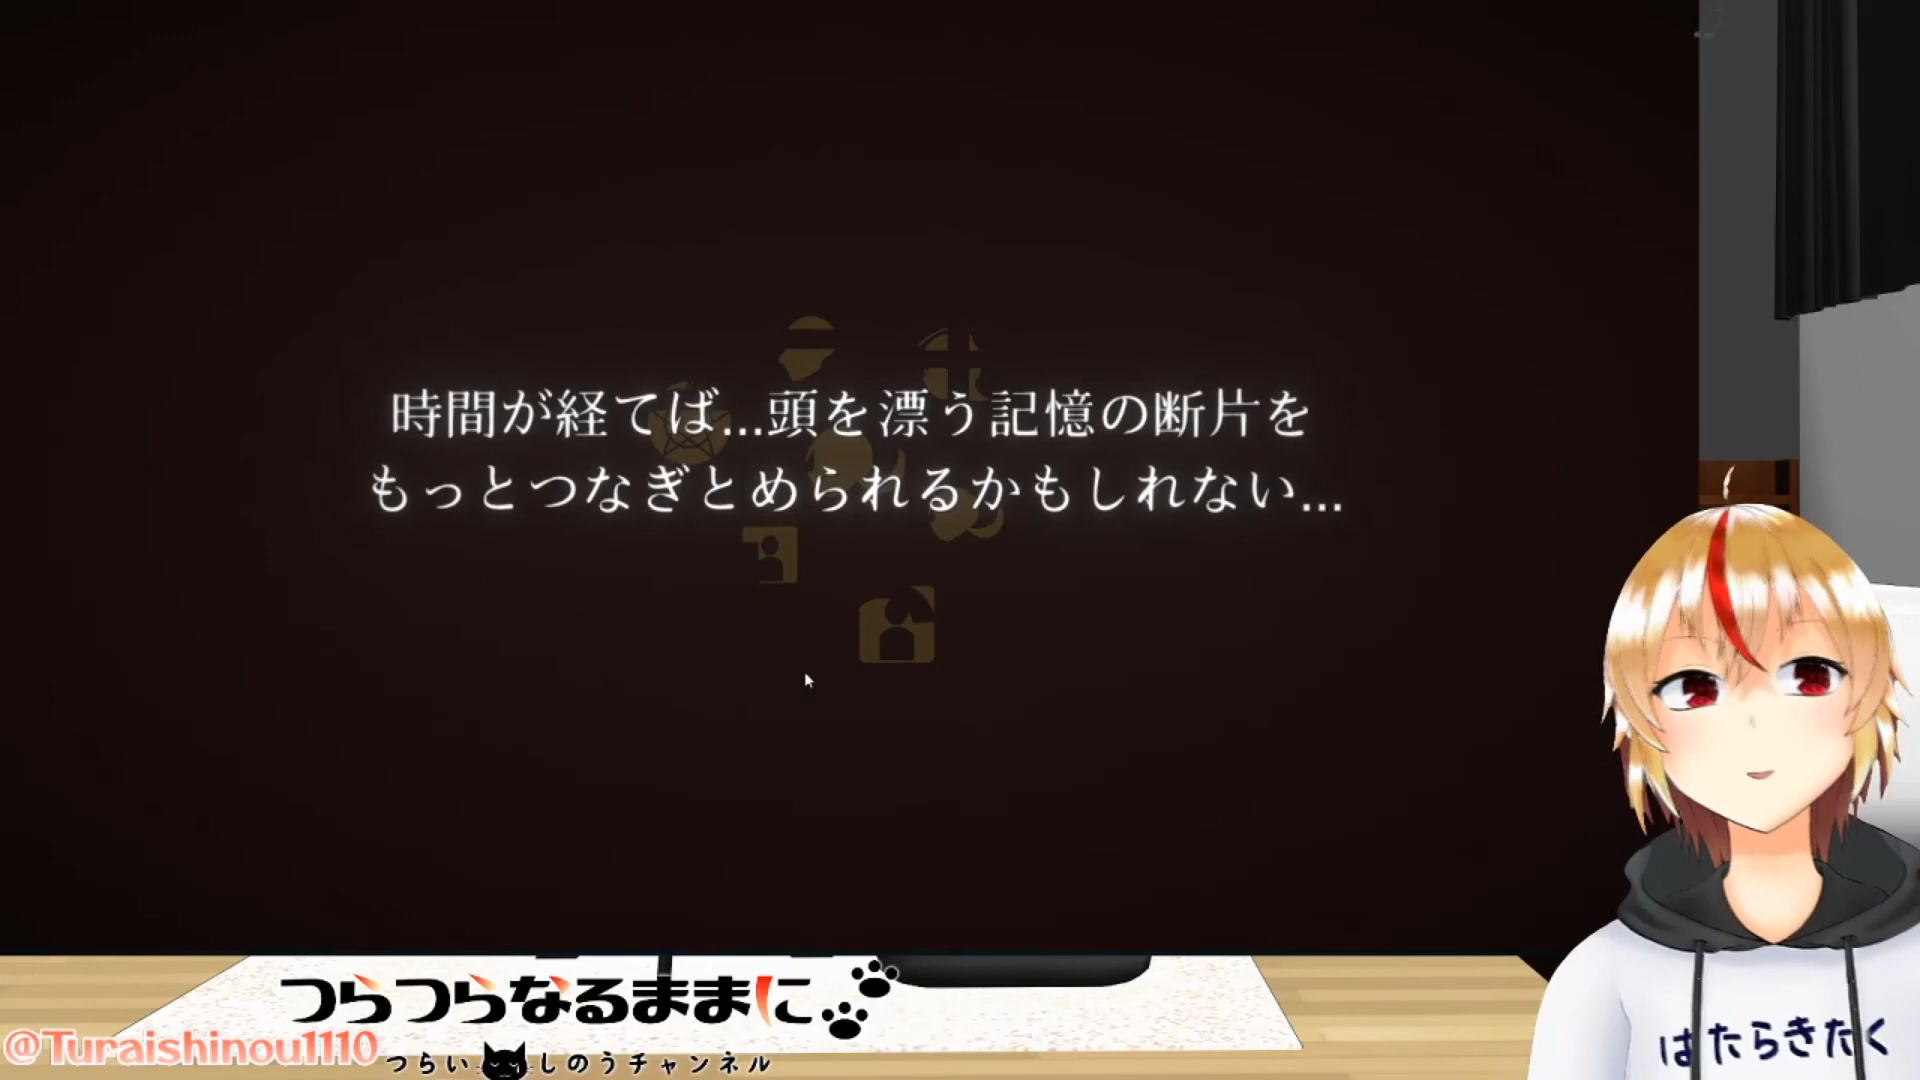 時間が経てば...頭を漂う記憶の断片を
もっとつなぎとめられるかもしれない...
つらつらなるままに
@Turaishinou1110
つらい しのうチャンネル
はたらきたく